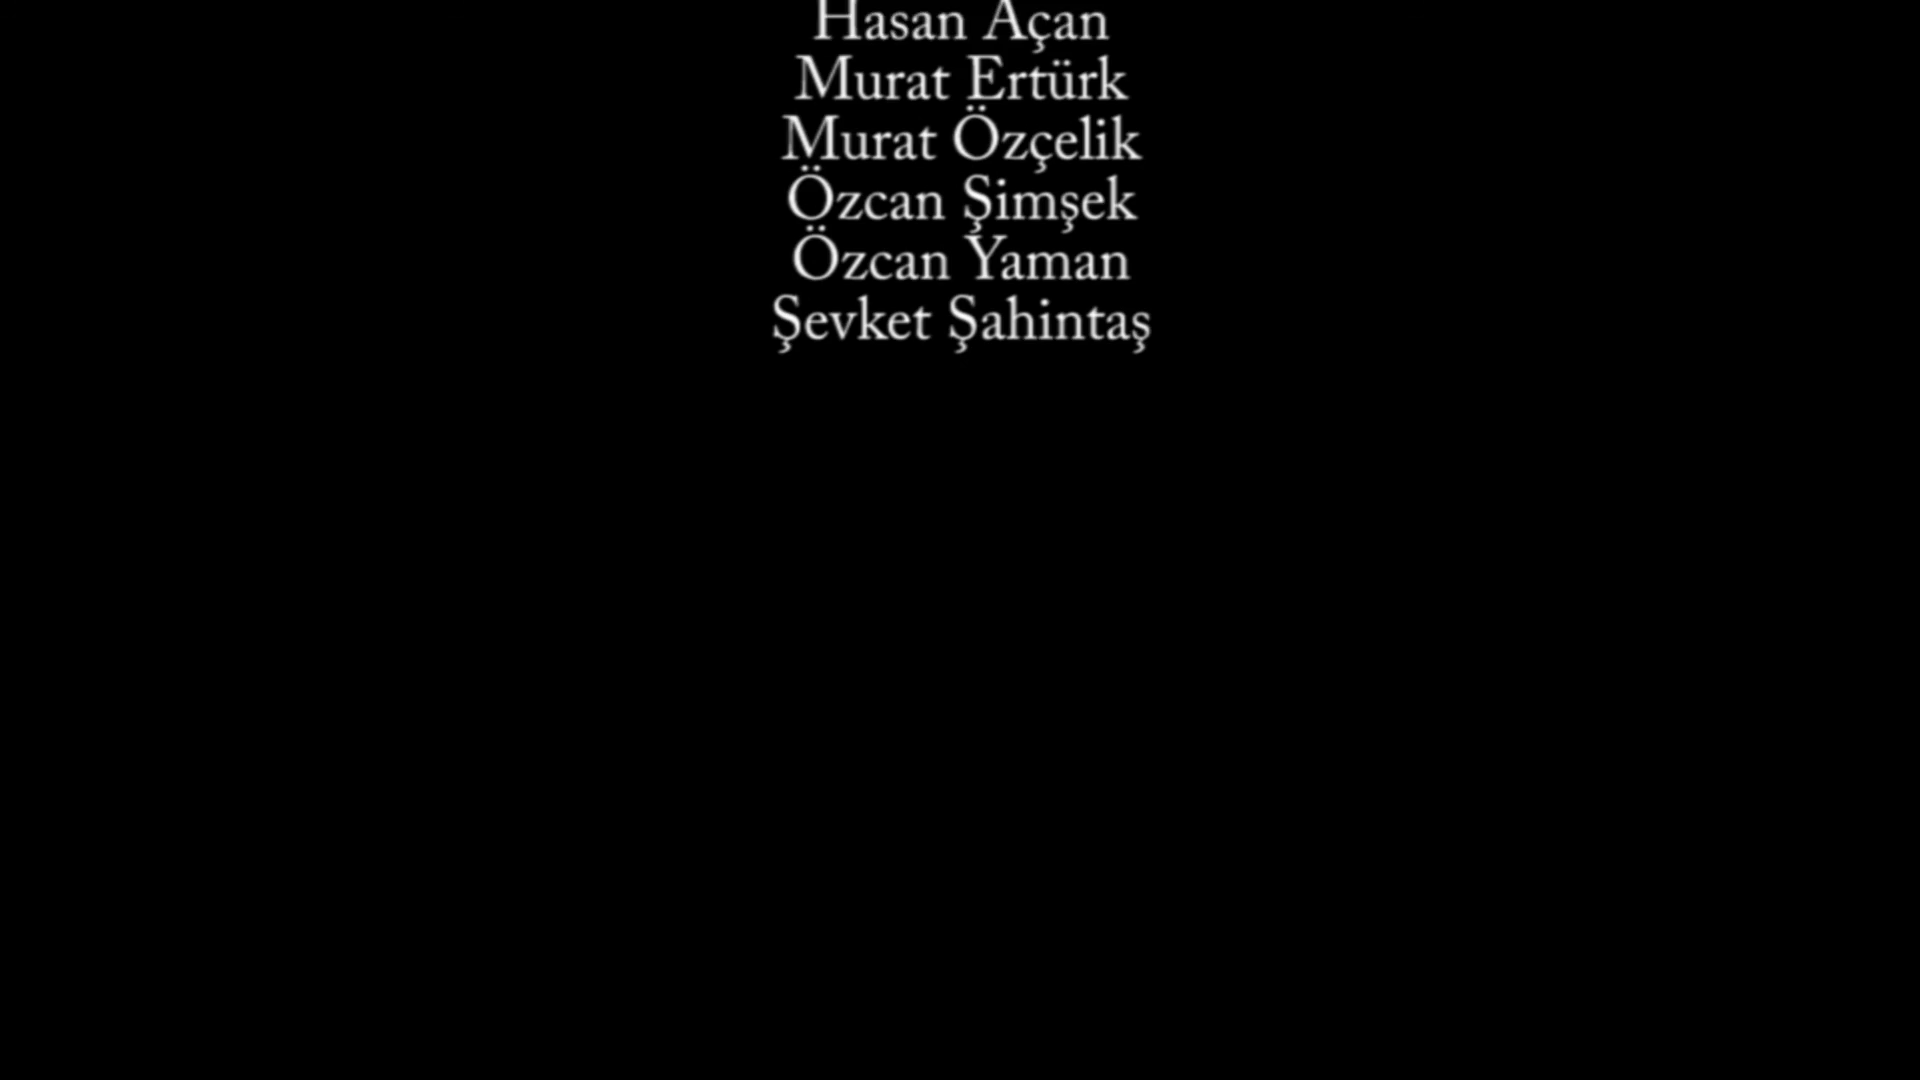 Hasan Açan
Murat Ertürk
Murat Özçelik
Özcan Şimşek
Özcan Yaman
Şevket Şahintaş